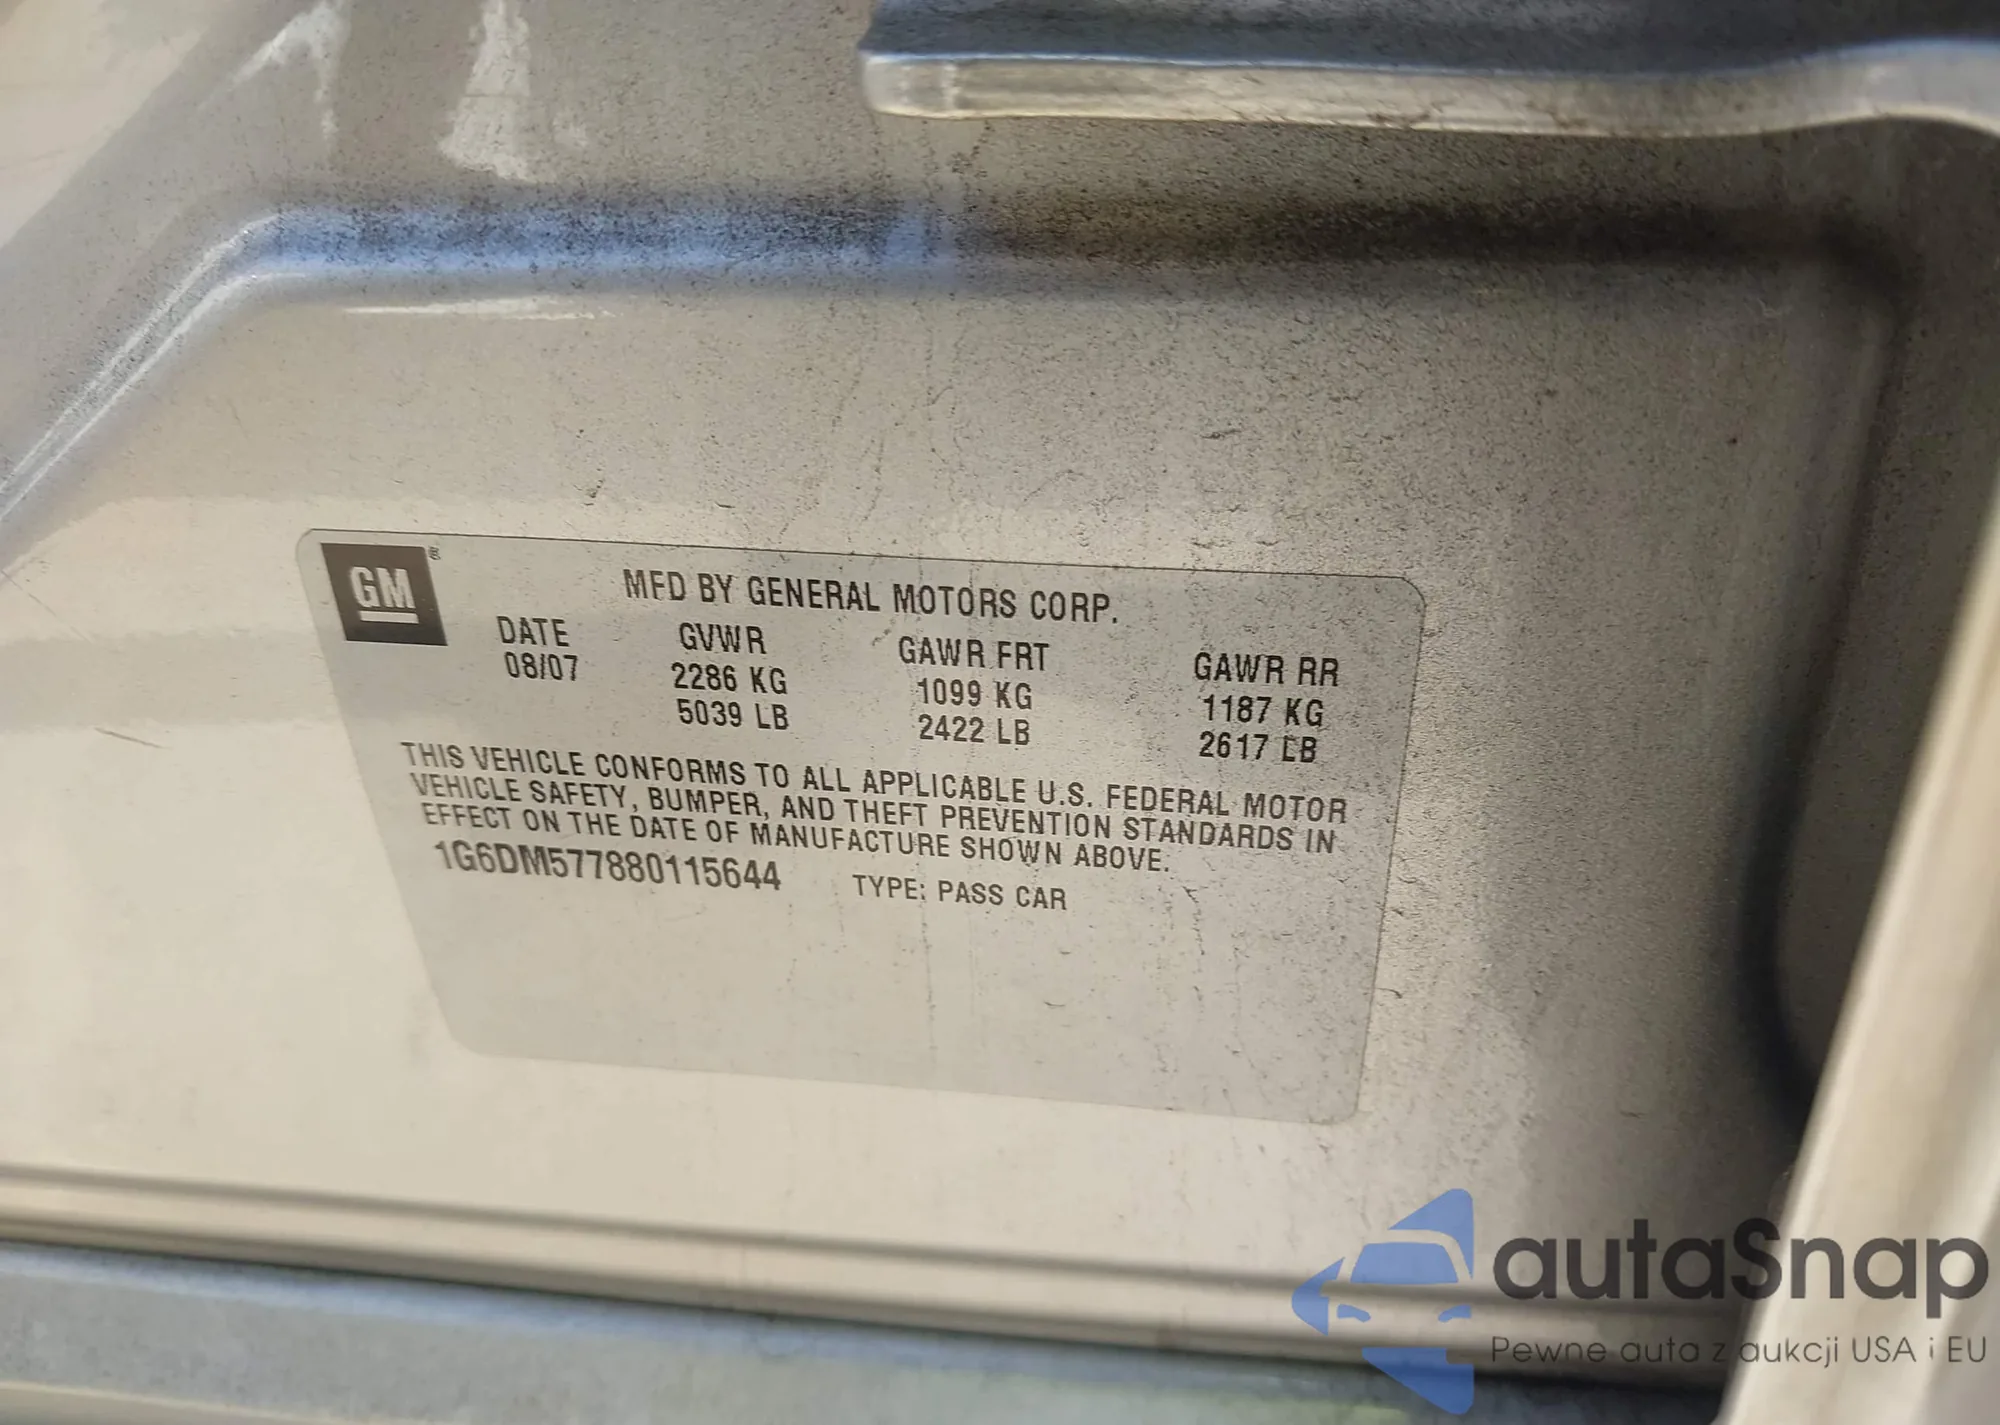 GM ®
MFD BY GENERAL MOTORS CORP.
DATE GVWR GAWR FRT GAWR RR
08/07 2286 KG 1099 KG 1187 KG
5039 LB 2422 LB 2617 LB
THIS VEHICLE CONFORMS TO ALL APPLICABLE U.S. FEDERAL MOTOR
VEHICLE SAFETY, BUMPER, AND THEFT PREVENTION STANDARDS IN
EFFECT ON THE DATE OF MANUFACTURE SHOWN ABOVE.
1G6DM577880115644 TYPE: PASS CAR
autaSnap
Pewne auta z aukcji USA i EU